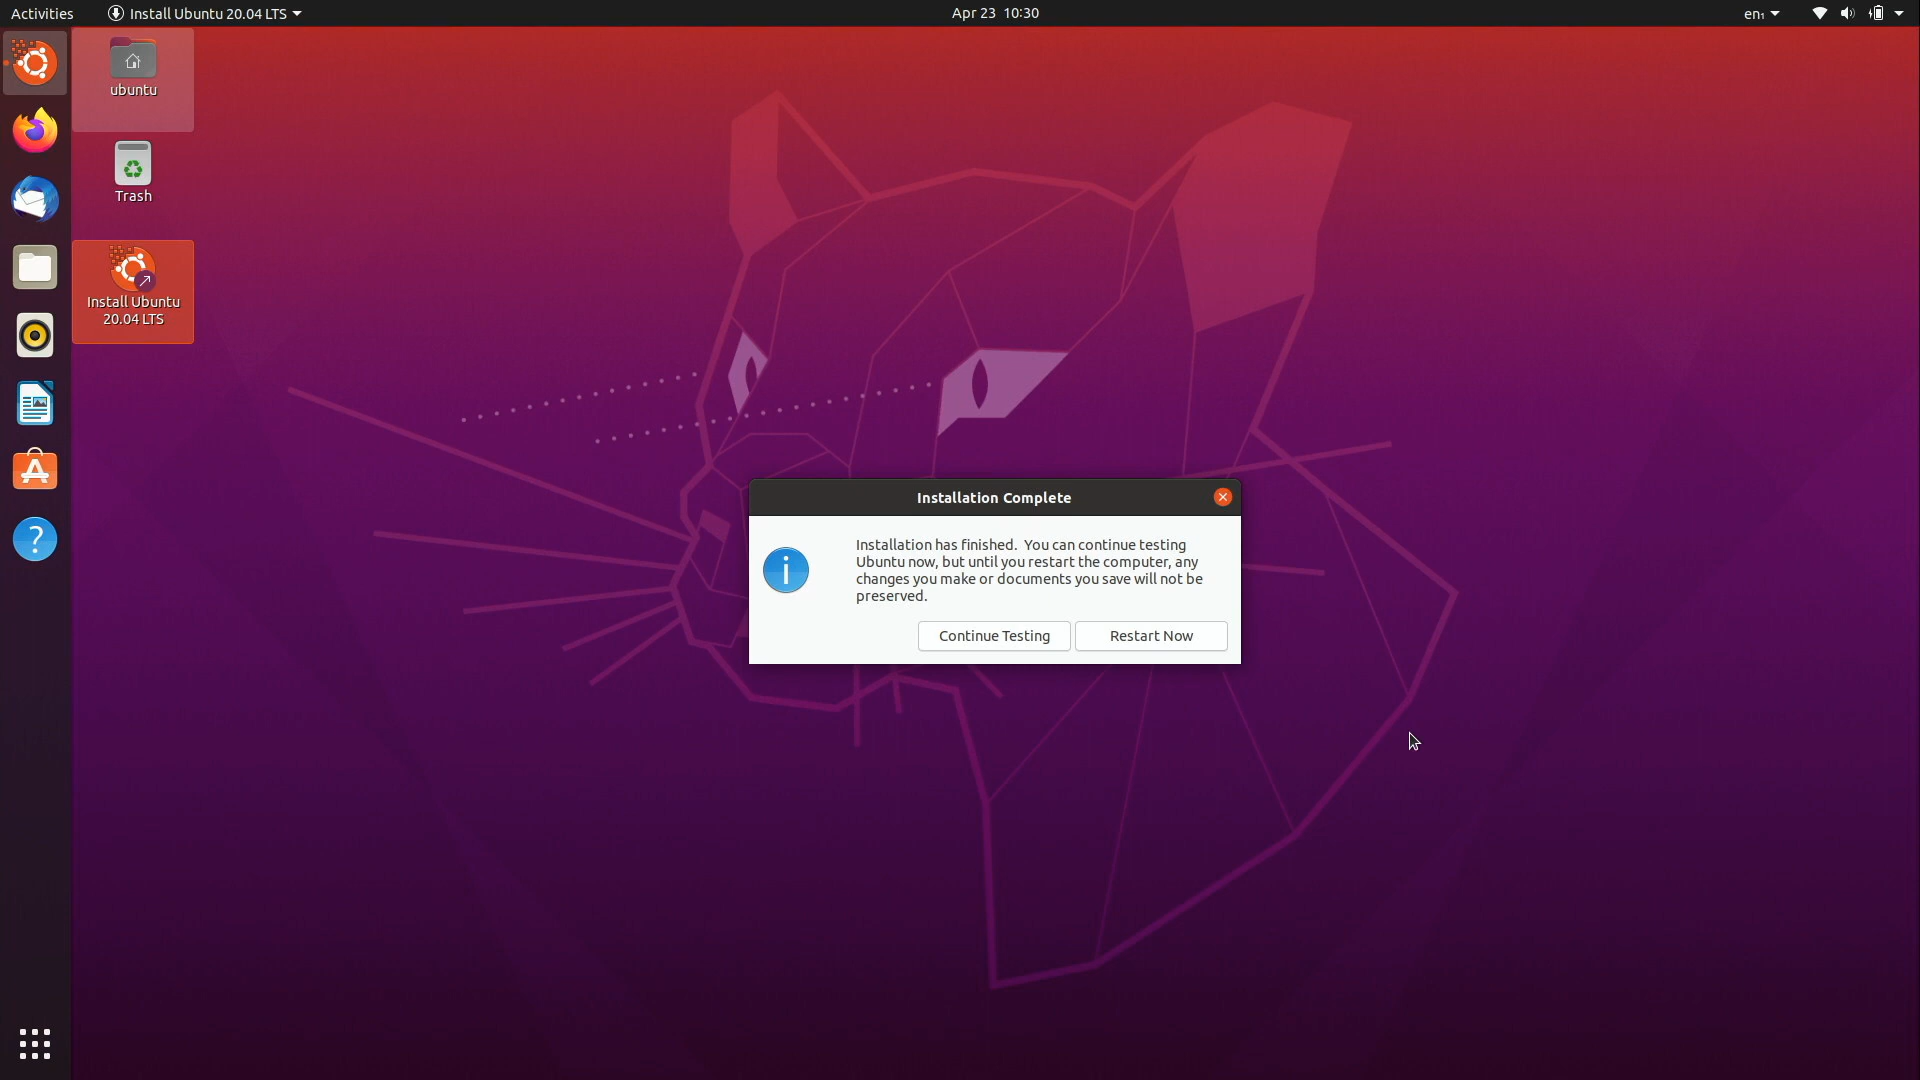 Activities
Install Ubuntu 20.04 LTS
Apr 23 10:30
en₁
ubuntu
Trash
Install Ubuntu
20.04 LTS
Installation Complete
Installation has finished. You can continue testing
Ubuntu now, but until you restart the computer, any
changes you make or documents you save will not be
preserved.
Continue Testing
Restart Now